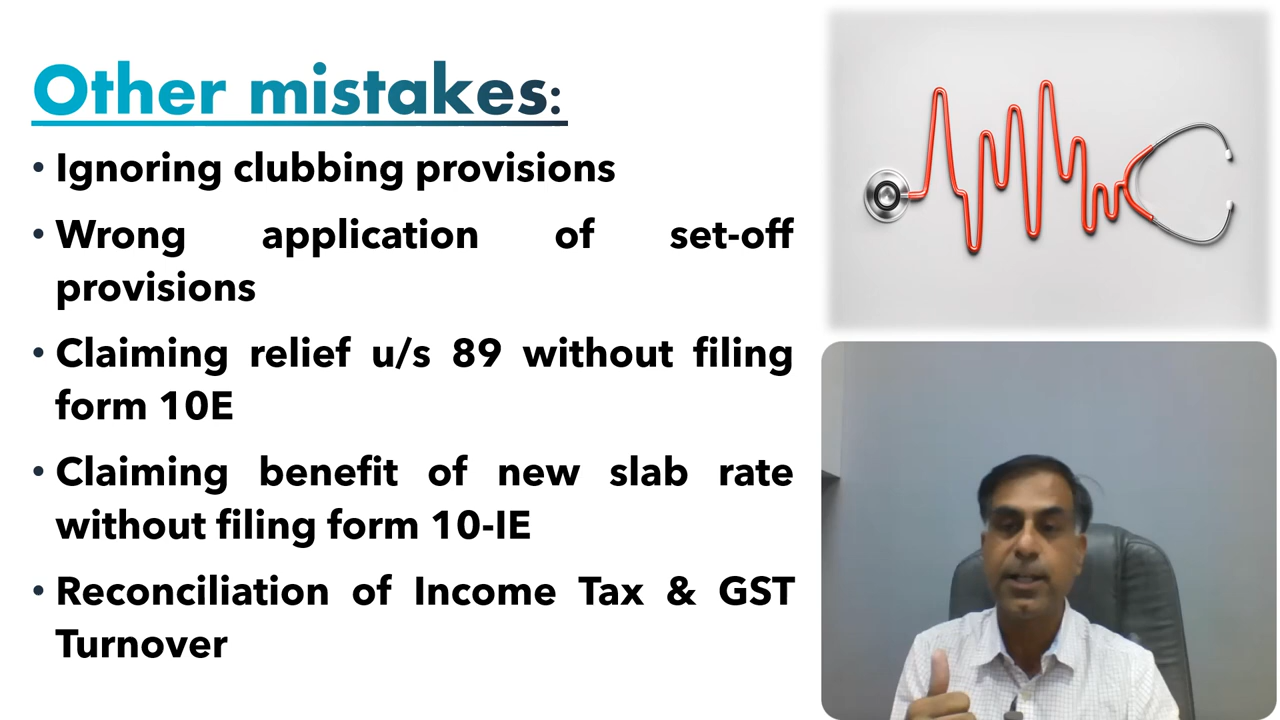 Other mistakes:
• Ignoring clubbing provisions
• Wrong application of set-off
provisions
• Claiming relief u/s 89 without filing
form 10E
• Claiming benefit of new slab rate
without filing form 10-IE
• Reconciliation of Income Tax & GST
Turnover